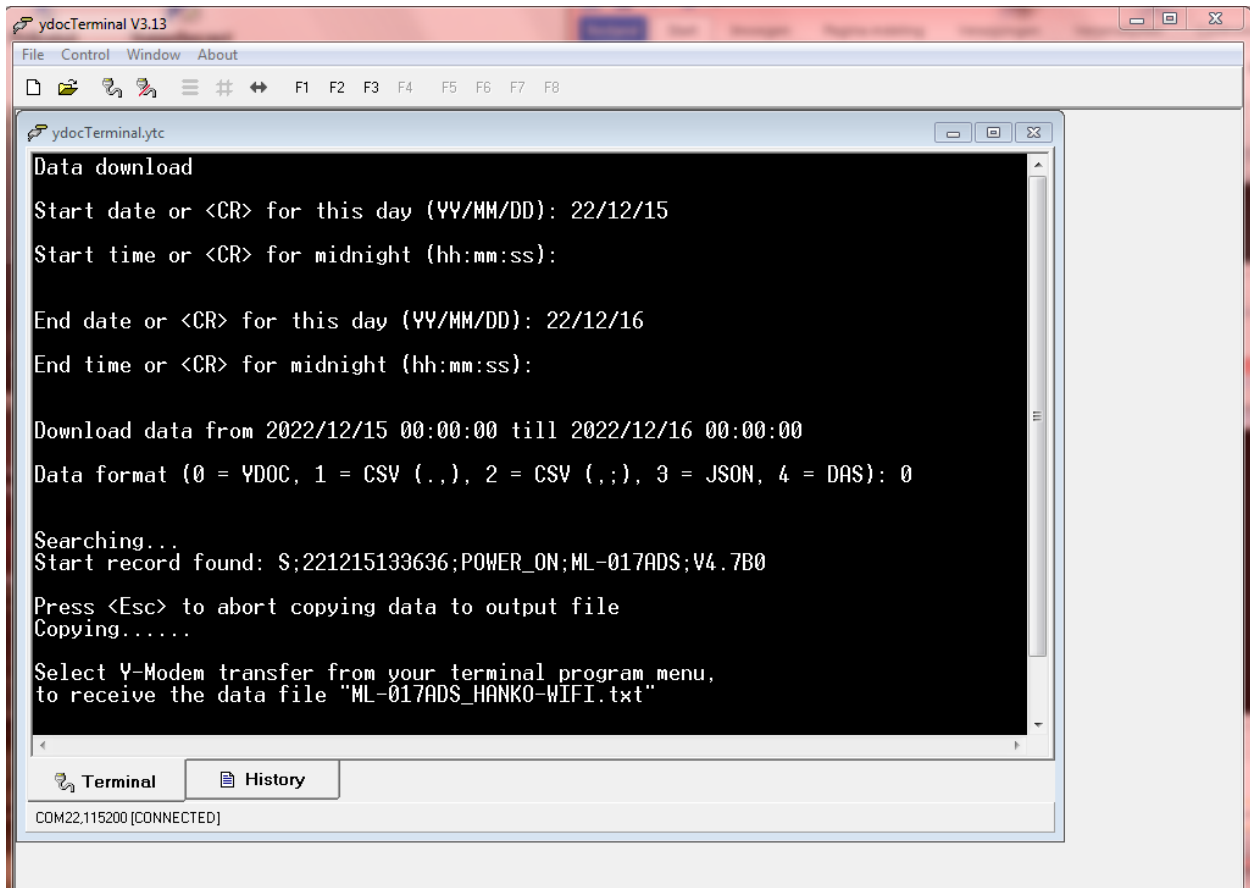 ydocTerminal V3.13
File Control Window About
F1 F2 F3 F4 F5 F6 F7 F8
ydocTerminal.ytc
Data download
Start date or <CR> for this day (YY/MM/DD): 22/12/15
Start time or <CR> for midnight (hh:mm:ss):
End date or <CR> for this day (YY/MM/DD): 22/12/16
End time or <CR> for midnight (hh:mm:ss):
Download data from 2022/12/15 00:00:00 till 2022/12/16 00:00:00
Data format (0 = YDOC, 1 = CSV (.,), 2 = CSV (,;), 3 = JSON, 4 = DAS): 0
Searching...
Start record found: S;221215133636;POWER_ON;ML-017ADS;V4.7B0
Press <Esc> to abort copying data to output file
Copying......
Select Y-Modem transfer from your terminal program menu,
to receive the data file "ML-017ADS_HANKO-WIFI.txt"
Terminal History
COM22,115200 [CONNECTED]